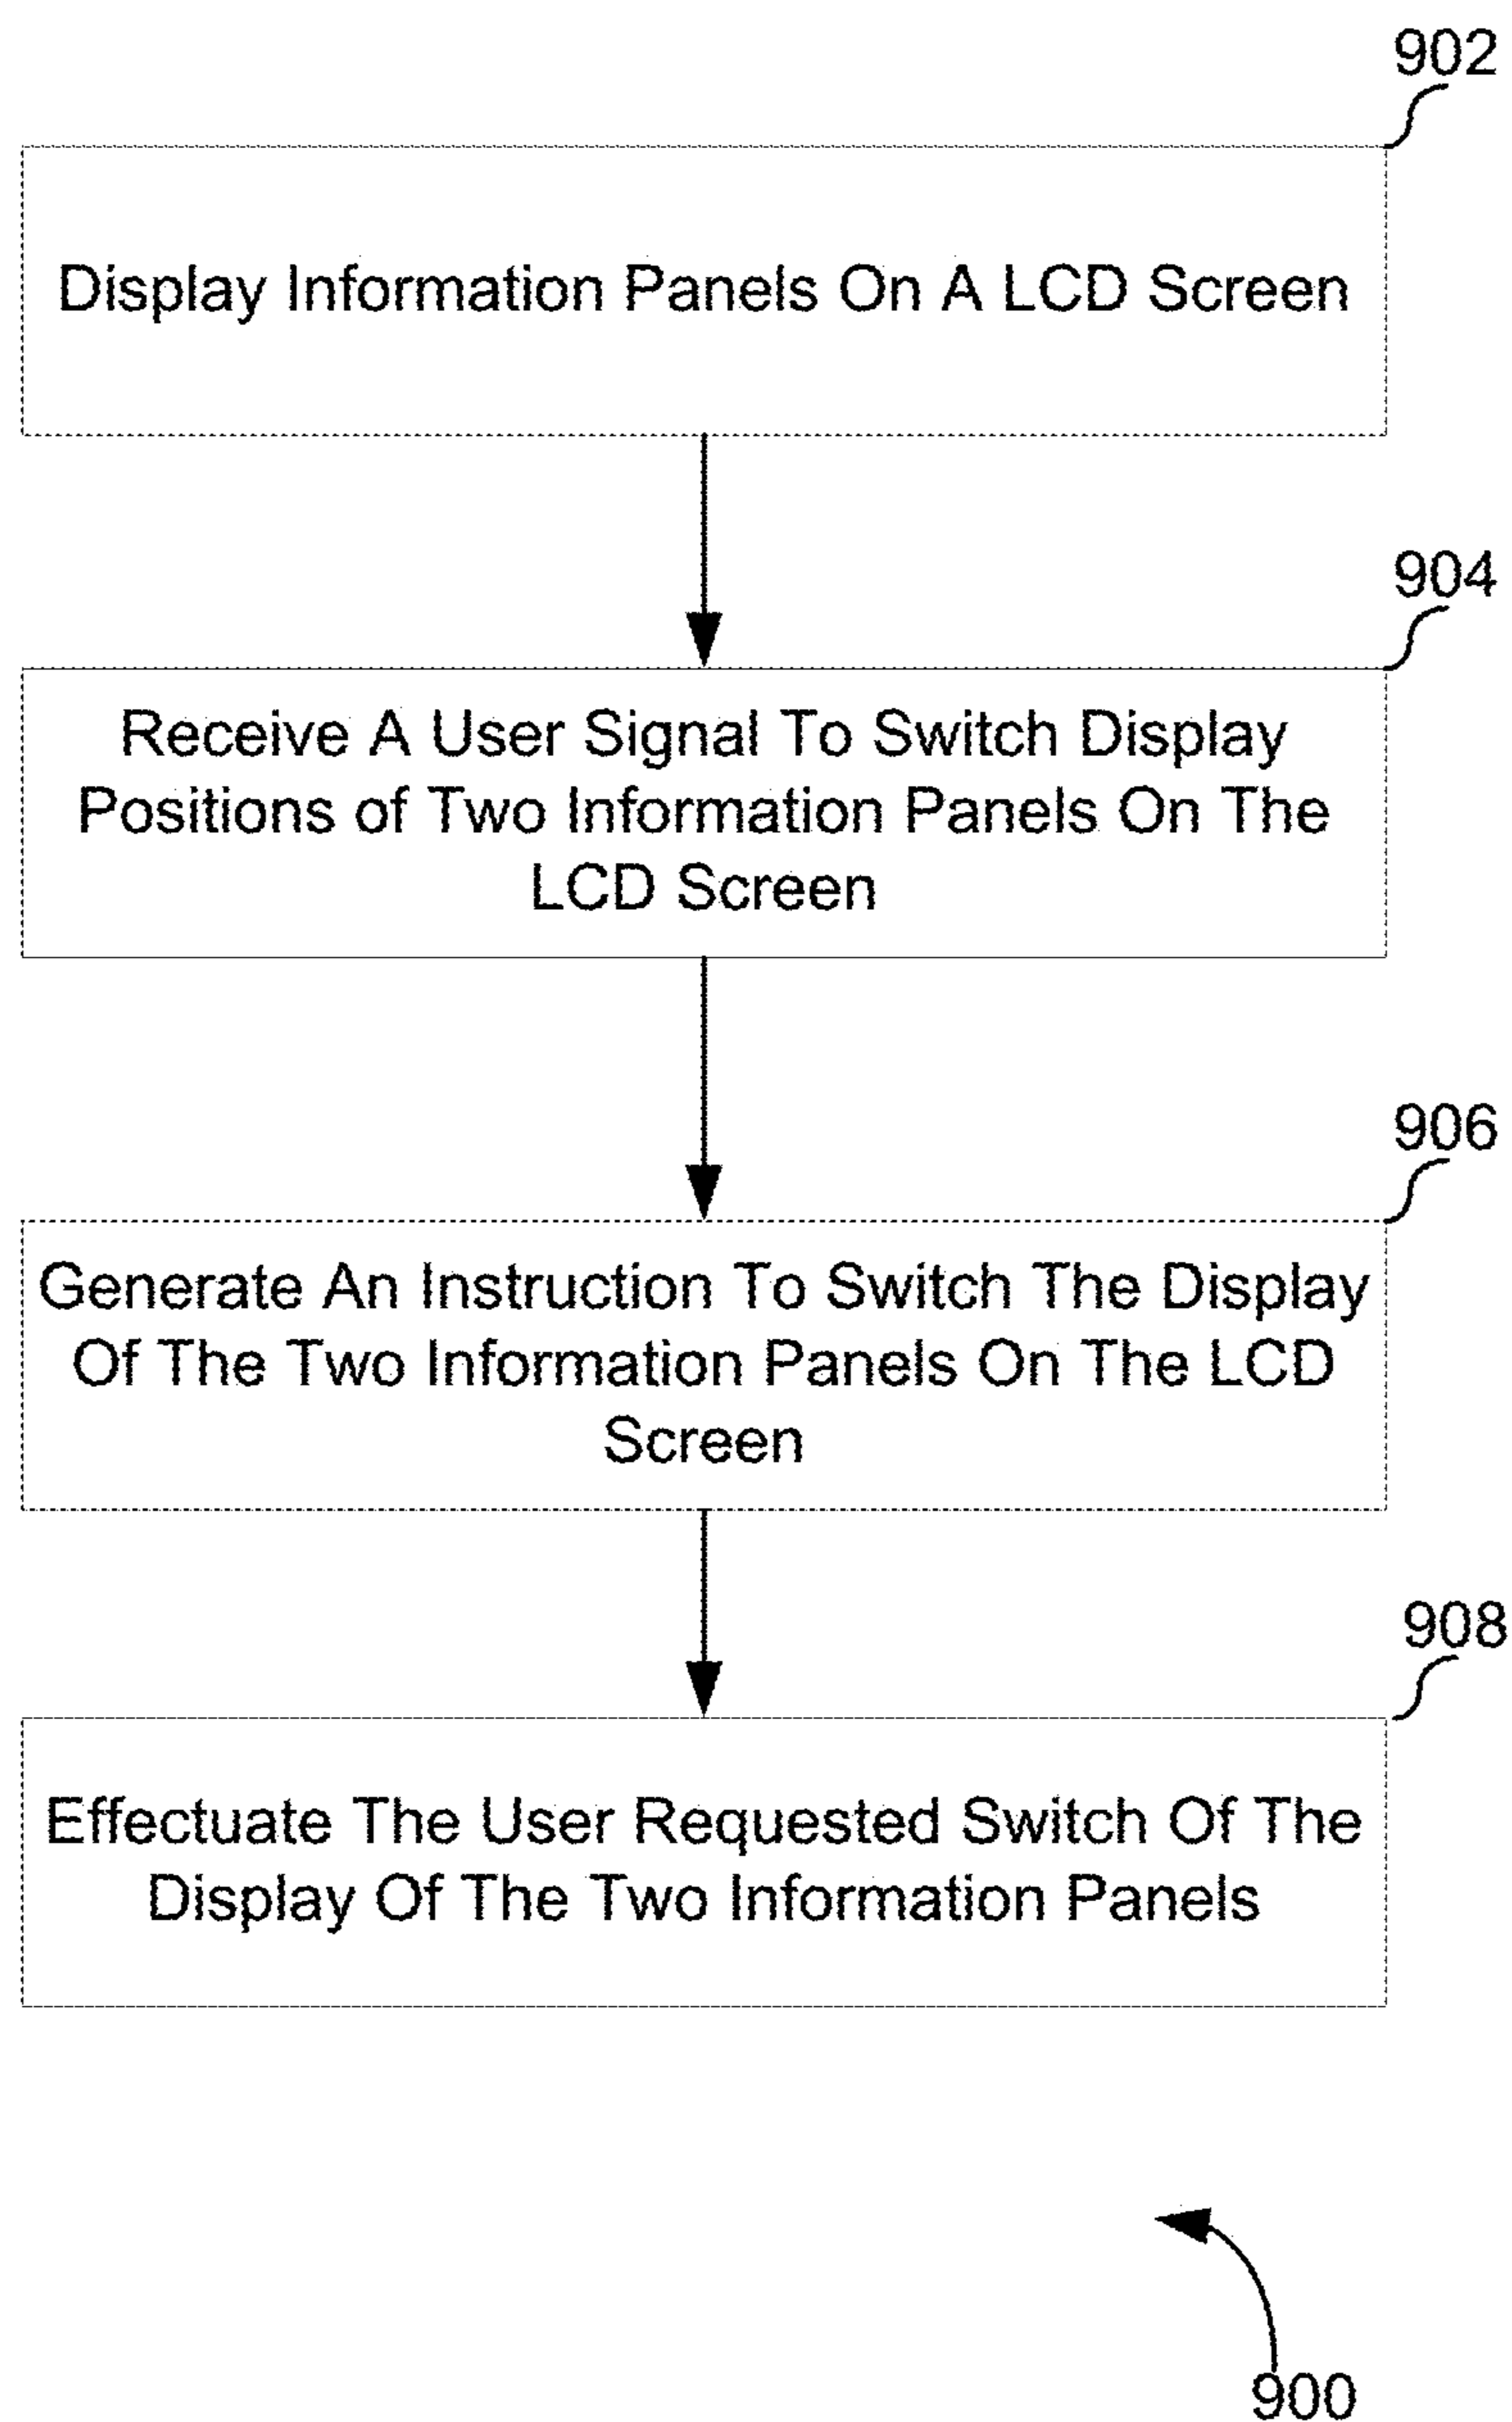 902
Display Information Panels On A LCD Screen
904
Receive A User Signal To Switch Display
Positions of Two Information Panels On The
LCD Screen
906
Generate An Instruction To Switch The Display
Of The Two Information Panels On The LCD
Screen
908
Effectuate The User Requested Switch Of The
Display Of The Two Information Panels
900